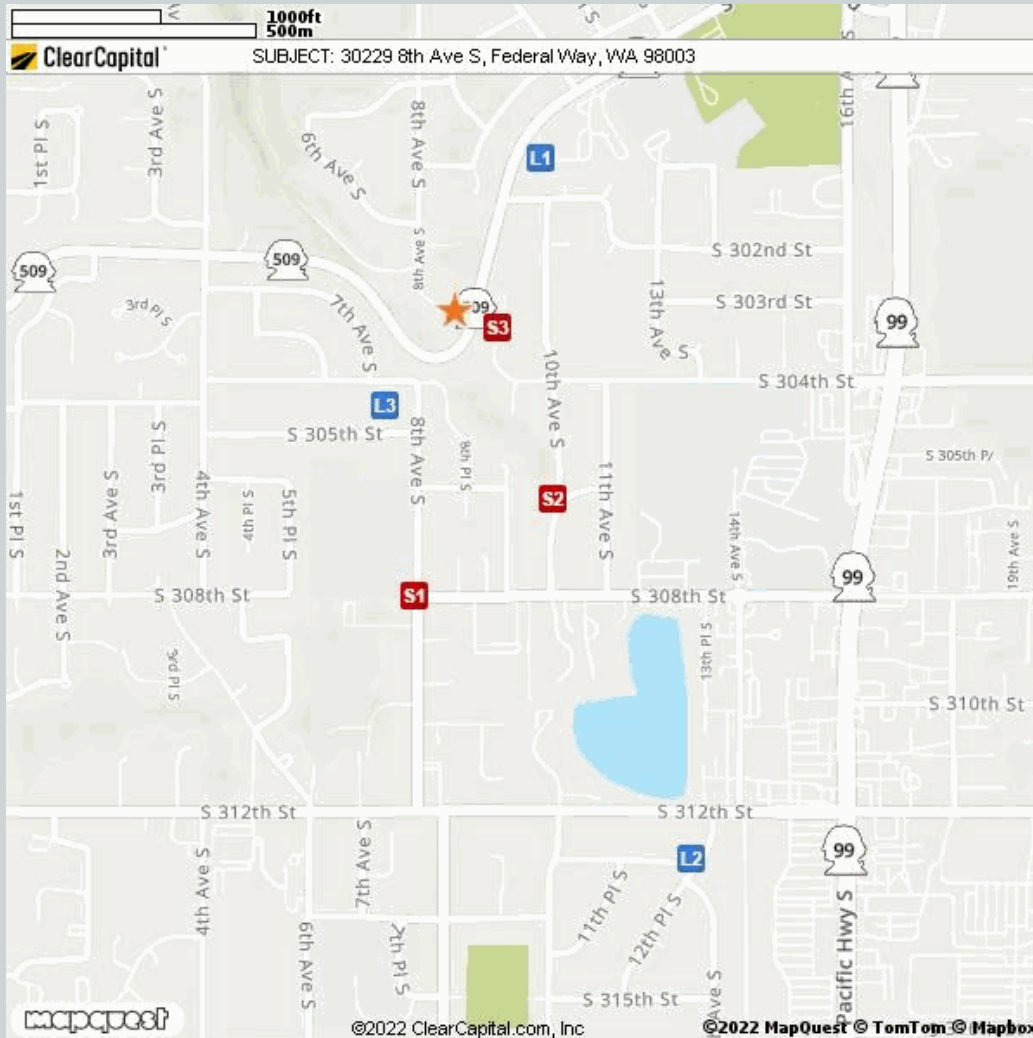 1000ft
500m
ClearCapital
SUBJECT: 30229 8th Ave S, Federal Way, WA 98003
1st Pl S
3rd Ave S
6th Ave S
8th Ave S
16th A
L1
S 302nd St
509
509
8th Ave S
3rd Pl S
7th Ave S
09
S3
S 303rd St
13th Ave S
99
10th Ave S
S 304th St
L3
S 305th St
8th Ave S
8th Pl S
S 305th P
1st Pl S
2nd Ave S
3rd Ave S
3rd Pl S
4th Ave S
4th Pl S
5th Pl S
S2
11th Ave S
14th Ave S
19th Ave S
99
S 308th St
S1
S 308th St
3rd Pl S
13th Pl S
S 310th St
S 312th St
S 312th St
L2
99
4th Ave S
7th Ave S
6th Ave S
7th Pl S
11th Pl S
12th Pl S
Ave S
Pacific Hwy S
S 315th St
mapquest
©2022 ClearCapital.com, Inc
©2022 MapQuest © TomTom © Mapbox